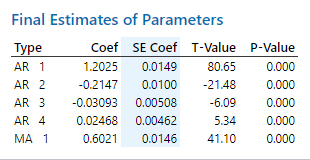 Final Estimates of Parameters
Type Coef SE Coef T-Value P-Value
AR 1 1.2025 0.0149 80.65 0.000
AR 2 -0.2147 0.0100 -21.48 0.000
AR 3 -0.03093 0.00508 -6.09 0.000
AR 4 0.02468 0.00462 5.34 0.000
MA 1 0.6021 0.0146 41.10 0.000